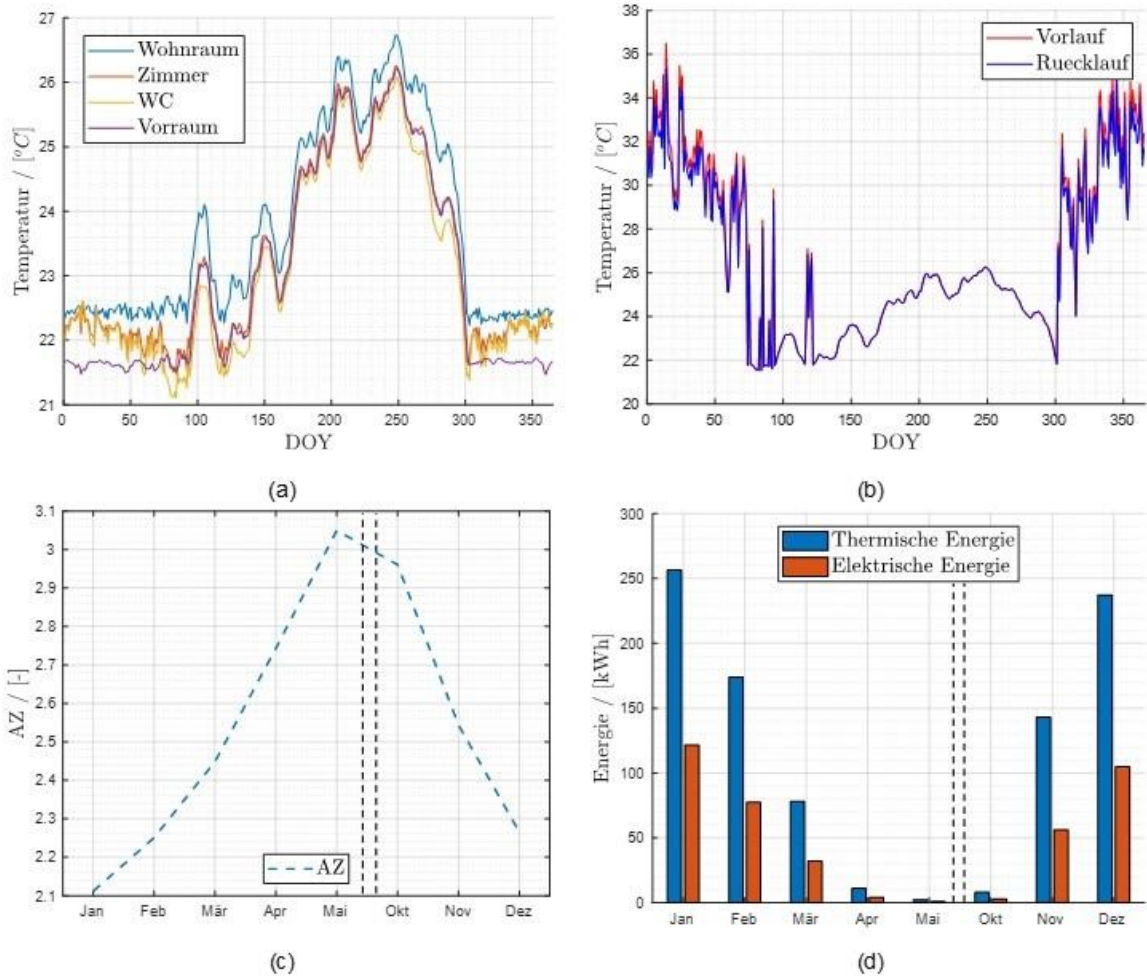 27
26
25
24
23
22
21
Temperatur / [°C]
Wohnraum
Zimmer
WC
Vorraum
0 50 100 150 200 250 300 350
DOY
(a)
38
36
34
32
30
28
26
24
22
20
Temperatur / [°C]
Vorlauf
Ruecklauf
0 50 100 150 200 250 300 350
DOY
(b)
3.1
3
2.9
2.8
2.7
2.6
2.5
2.4
2.3
2.2
2.1
AZ / [-]
AZ
Jan Feb Mär Apr Mai Okt Nov Dez
(c)
300
250
200
150
100
50
0
Energie / [kWh]
Thermische Energie
Elektrische Energie
Jan Feb Mär Apr Mai Okt Nov Dez
(d)